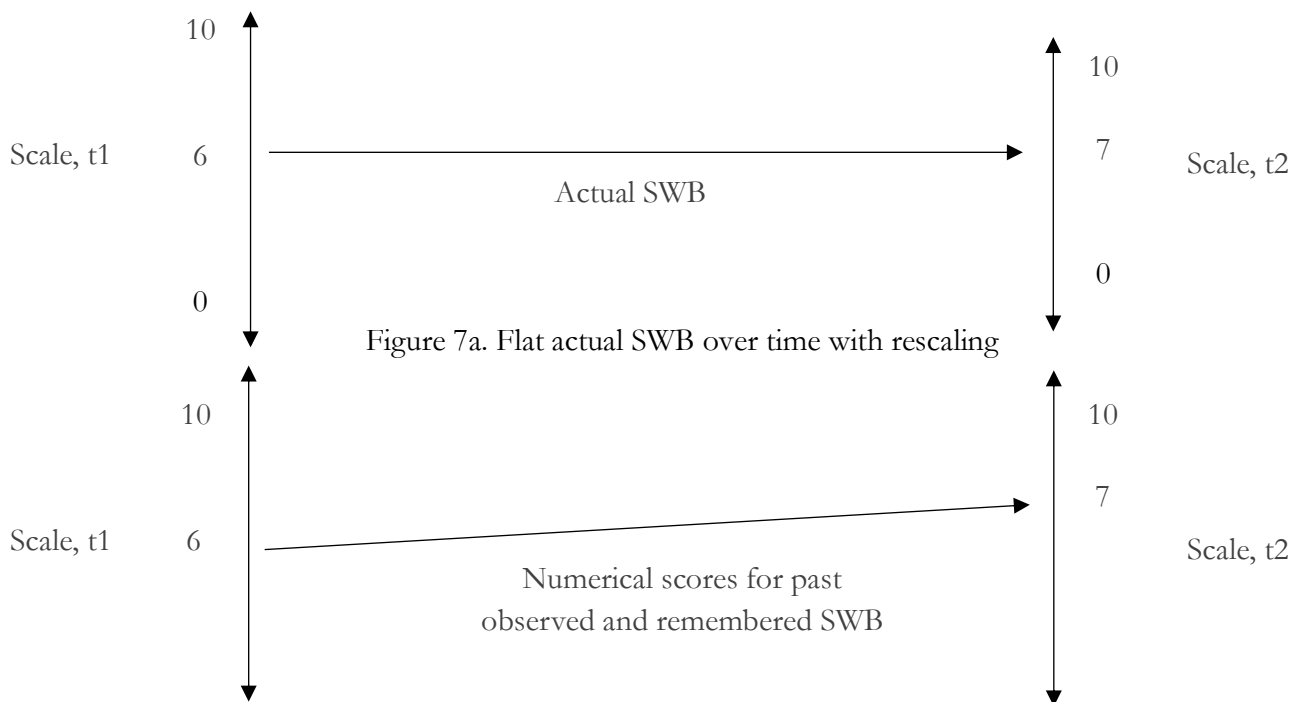 10
10
Scale, t1
6
7
Scale, t2
Actual SWB
0
0
Figure 7a. Flat actual SWB over time with rescaling
10
10
7
Scale, t1
6
Scale, t2
Numerical scores for past
observed and remembered SWB